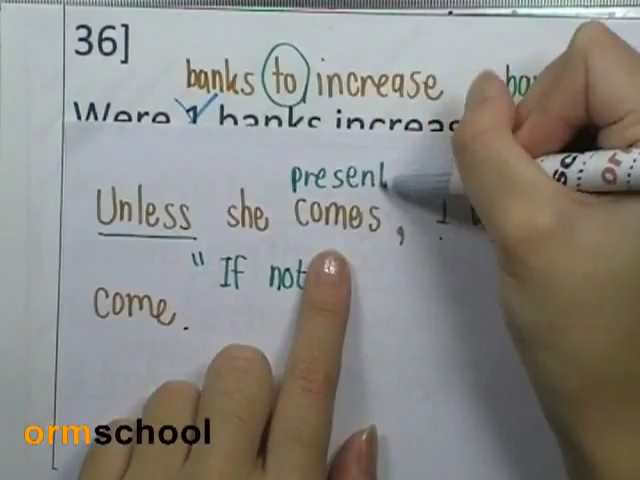 36]
banks to increase
Were banks increas
present
Unless she comes, I
" If not
come.
ormschool